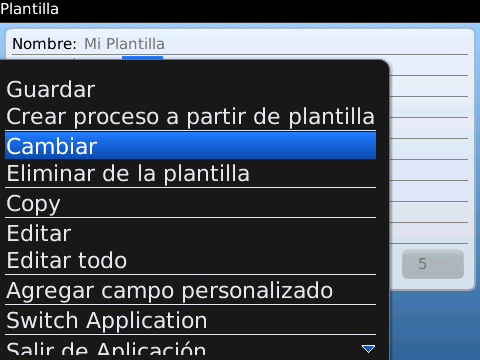 Plantilla
Nombre: Mi Plantilla
Guardar
Crear proceso a partir de plantilla
Cambiar
Eliminar de la plantilla
Copy
Editar
Editar todo
5
Agregar campo personalizado
Switch Application
Salir de Aplicación